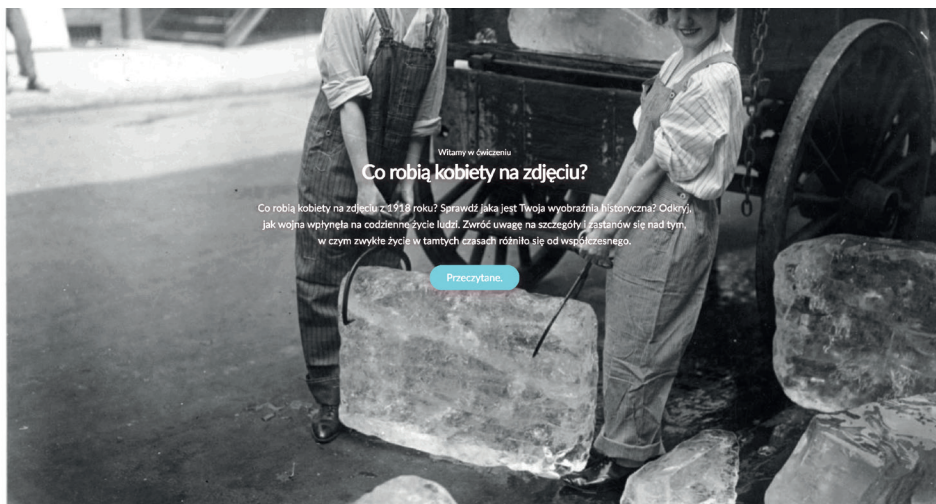 Witamy w ćwiczeniu
Co robią kobiety na zdjęciu?
Co robią kobiety na zdjęciu z 1918 roku? Sprawdź jaka jest Twoja wyobraźnia historyczna? Odkryj,
jak wojna wpłynęła na codzienne życie ludzi. Zwróć uwagę na szczegóły i zastanów się nad tym,
w czym zwykłe życie w tamtych czasach różniło się od współczesnego.
Przeczytane.